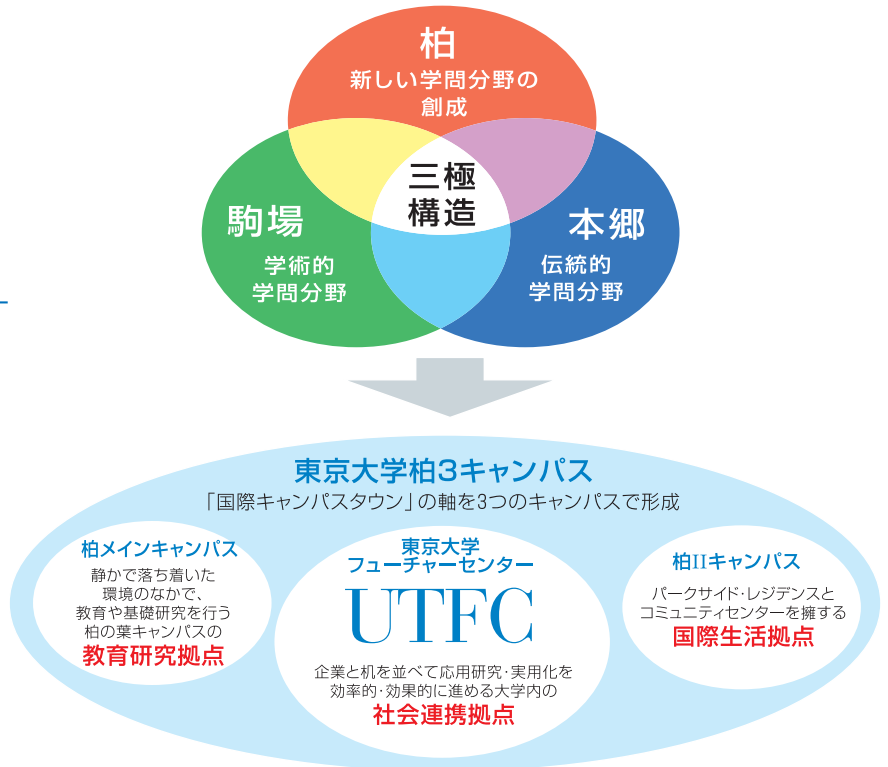 柏
新しい学問分野の
創成
三極
構造
駒場
学術的
学問分野
本郷
伝統的
学問分野
東京大学柏3キャンパス
「国際キャンパスタウン」の軸を3つのキャンパスで形成
柏メインキャンパス
静かで落ち着いた
環境のなかで、
教育や基礎研究を行う
柏の葉キャンパスの
教育研究拠点
東京大学
フューチャーセンター
UTFC
企業と机を並べて応用研究・実用化を
効率的・効果的に進める大学内の
社会連携拠点
柏IIキャンパス
パークサイド・レジデンスと
コミュニティセンターを擁する
国際生活拠点